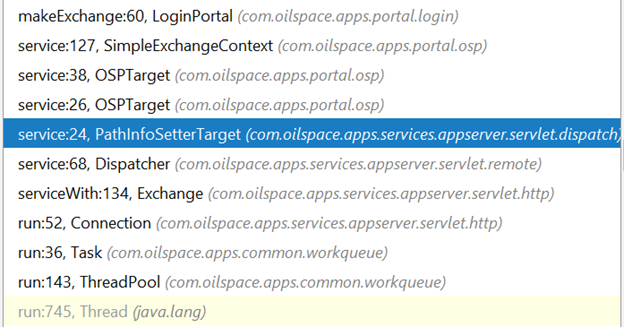 makeExchange:60, LoginPortal (com.oilspace.apps.portal.login)
service:127, SimpleExchangeContext (com.oilspace.apps.portal.osp)
service:38, OSPTarget (com.oilspace.apps.portal.osp)
service:26, OSPTarget (com.oilspace.apps.portal.osp)
service:24, PathInfoSetterTarget (com.oilspace.apps.services.appserver.servlet.dispatch)
service:68, Dispatcher (com.oilspace.apps.services.appserver.servlet.remote)
serviceWith:134, Exchange (com.oilspace.apps.services.appserver.servlet.http)
run:52, Connection (com.oilspace.apps.services.appserver.servlet.http)
run:36, Task (com.oilspace.apps.common.workqueue)
run:143, ThreadPool (com.oilspace.apps.common.workqueue)
run:745, Thread (java.lang)